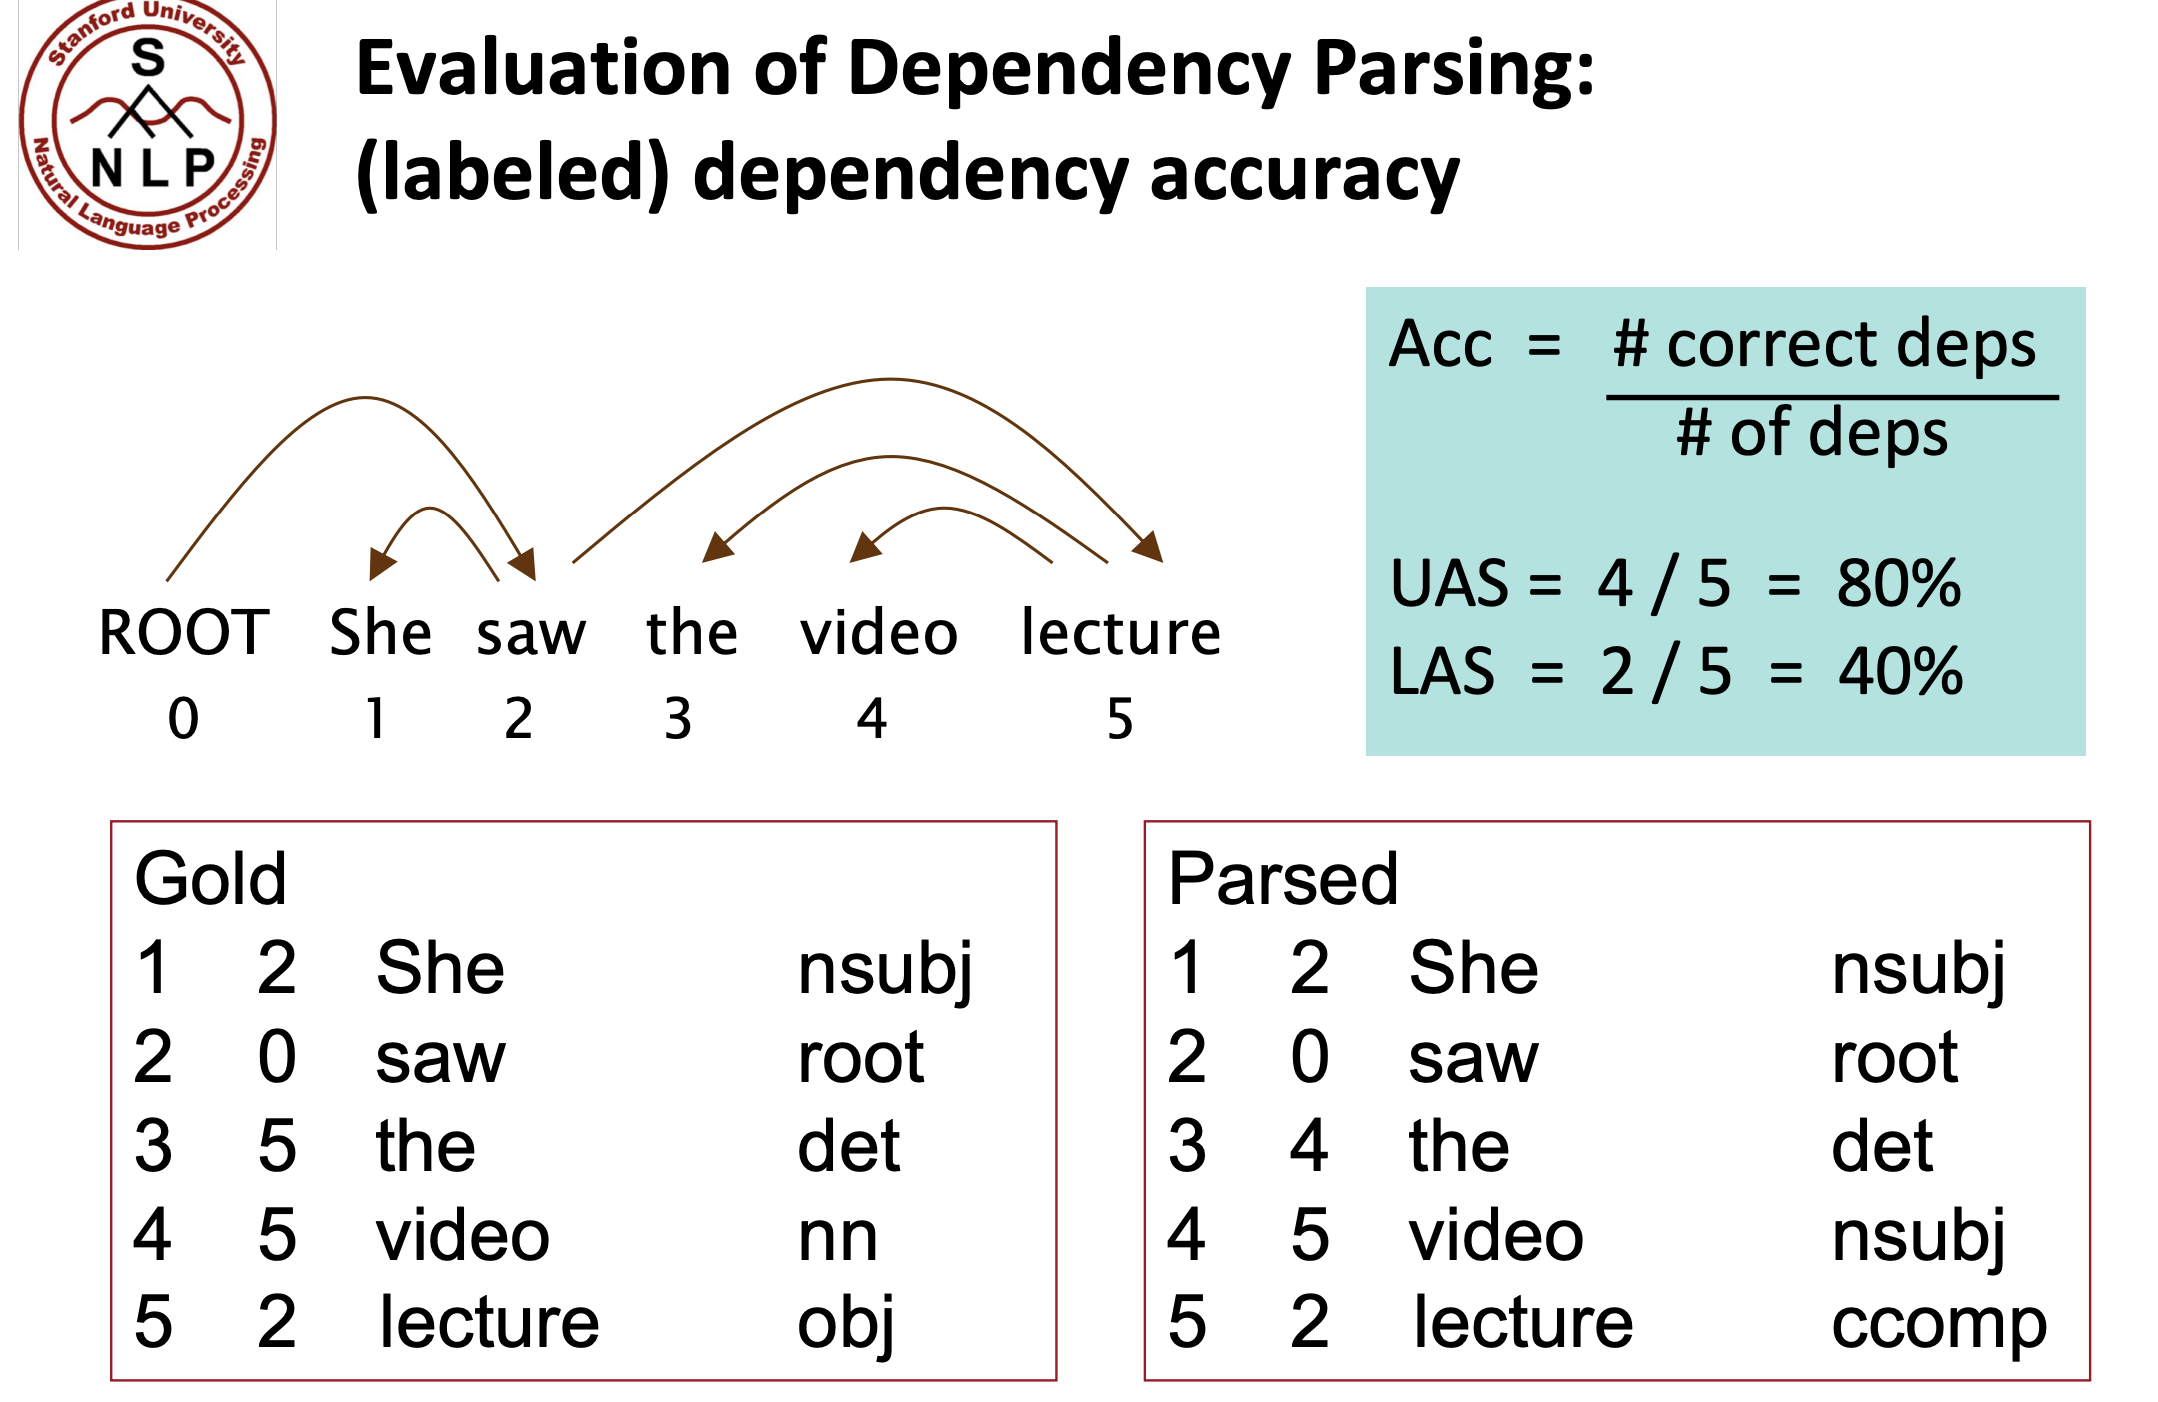 Stanford University
S
N L P
Natural Language Processing
Evaluation of Dependency Parsing:
(labeled) dependency accuracy
Acc = # correct deps
# of deps
UAS = 4 / 5 = 80%
LAS = 2 / 5 = 40%
ROOT She saw the video lecture
0 1 2 3 4 5
Gold
1 2 She nsubj
2 0 saw root
3 5 the det
4 5 video nn
5 2 lecture obj
Parsed
1 2 She nsubj
2 0 saw root
3 4 the det
4 5 video nsubj
5 2 lecture ccomp